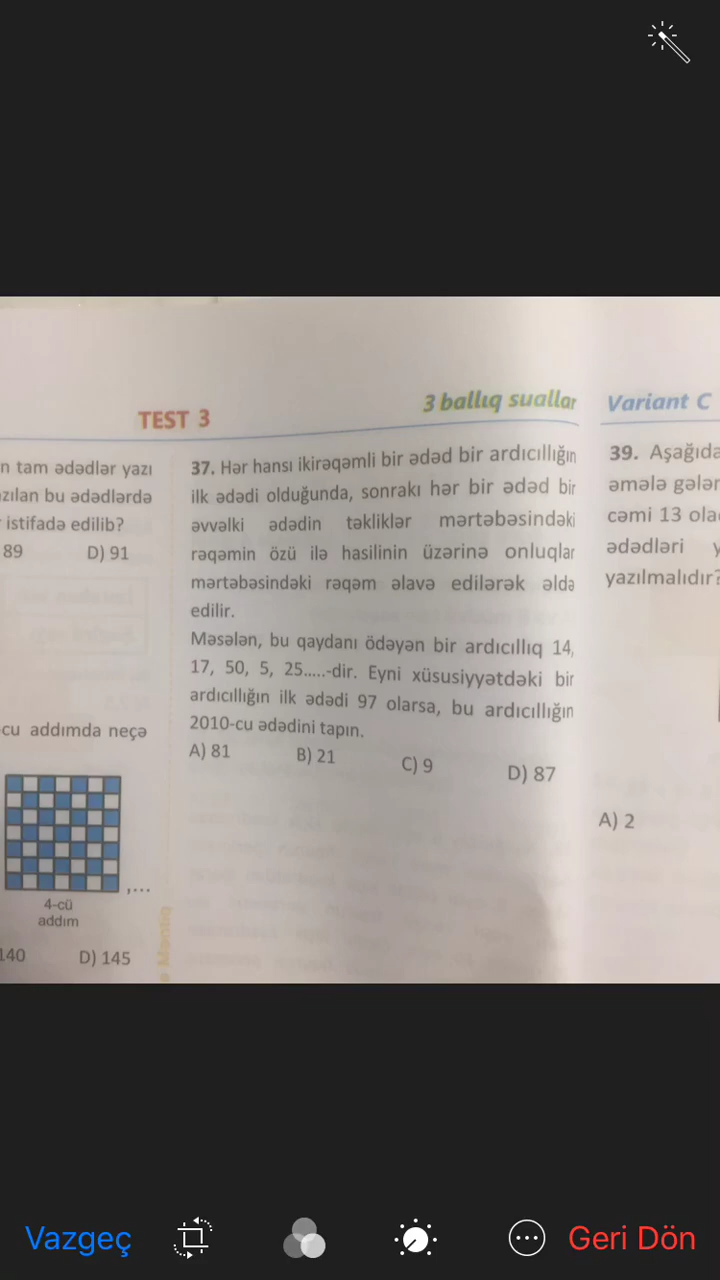 TEST 3
3 ballıq suallar
Variant C
n tam ədədlər yazı
zılan bu ədədlərdə
istifadə edilib?
89 D) 91
cu addımda neçə
4-cü
addım
,...
140 D) 145
37. Hər hansı ikirəqəmli bir ədəd bir ardıcıllığın
ilk ədədi olduğunda, sonrakı hər bir ədəd bir
əvvəlki ədədin təkliklər mərtəbəsindəki
rəqəmin özü ilə hasilinin üzərinə onluqlar
mərtəbəsindəki rəqəm əlavə edilərək əldə
edilir.
Məsələn, bu qaydanı ödəyən bir ardıcıllıq 14,
17, 50, 5, 25.....-dir. Eyni xüsusiyyətdəki bir
ardıcıllığın ilk ədədi 97 olarsa, bu ardıcıllığın
2010-cu ədədini tapın.
A) 81 B) 21 C) 9 D) 87
39. Aşağıda
əmələ gələr
cəmi 13 ola
ədədləri y
yazılmalıdır?
A) 2
Vazgeç
Geri Dön